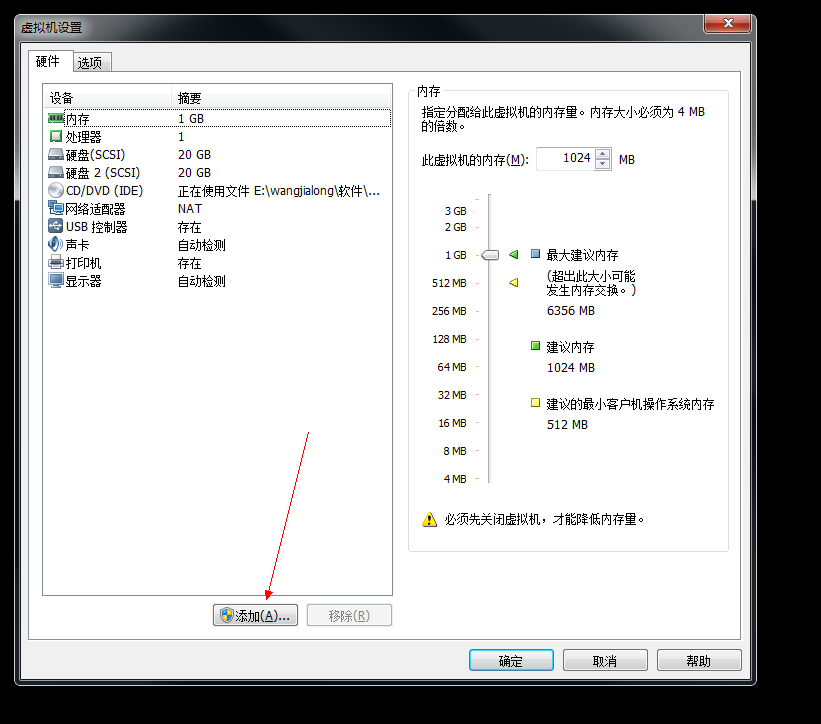 虚拟机设置
硬件 选项
设备 摘要
内存 1 GB
处理器 1
硬盘(SCSI) 20 GB
硬盘 2 (SCSI) 20 GB
CD/DVD (IDE) 正在使用文件 E:\wangjialong\软件\...
网络适配器 NAT
USB 控制器 存在
声卡 自动检测
打印机 存在
显示器 自动检测
添加(A)... 移除(R)
内存
指定分配给此虚拟机的内存量。内存大小必须为 4 MB
的倍数。
此虚拟机的内存(M): 1024 MB
3 GB
2 GB
1 GB
512 MB
256 MB
128 MB
64 MB
32 MB
16 MB
8 MB
4 MB
最大建议内存
(超出此大小可能
发生内存交换。)
6356 MB
建议内存
1024 MB
建议的最小客户机操作系统内存
512 MB
必须先关闭虚拟机，才能降低内存量。
确定 取消 帮助